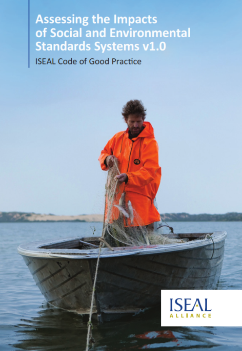 Assessing the Impacts
of Social and Environmental
Standards Systems v1.0
ISEAL Code of Good Practice
ISEAL
ALLIANCE